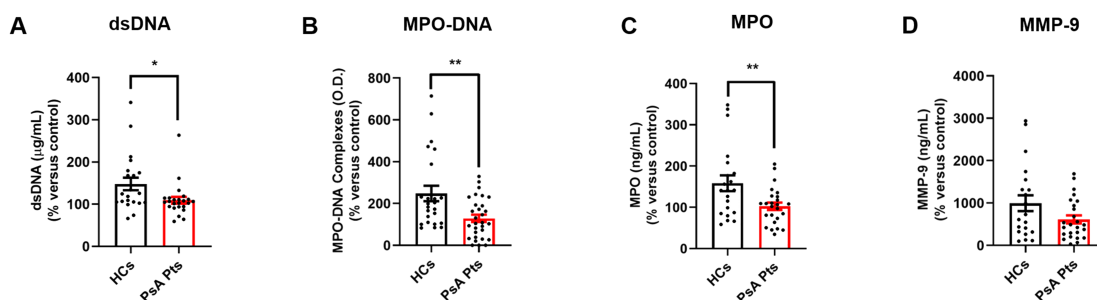 A
dsDNA
dsDNA (µg/mL)
(% versus control)
400
300
200
100
0
*
HCs
PsA Pts
B
MPO-DNA
MPO-DNA Complexes (O.D.)
(% versus control)
800
600
400
200
0
**
HCs
PsA Pts
C
MPO
MPO (ng/mL)
(% versus control)
400
300
200
100
0
**
HCs
PsA Pts
D
MMP-9
MMP-9 (ng/mL)
(% versus control)
4000
3000
2000
1000
0
HCs
PsA Pts